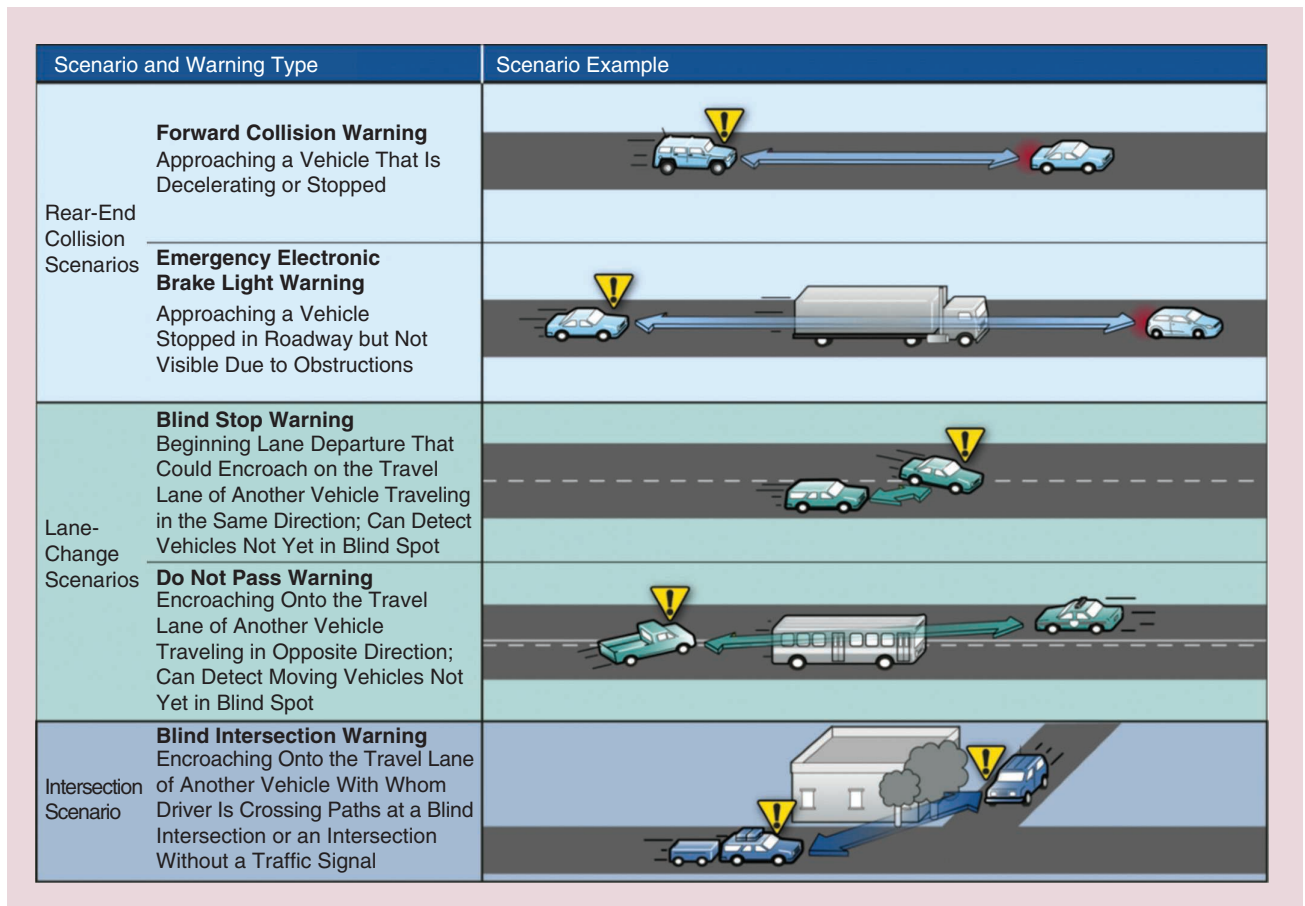 Scenario and Warning Type
Scenario Example
Rear-End
Collision
Scenarios
Forward Collision Warning
Approaching a Vehicle That Is
Decelerating or Stopped
Emergency Electronic
Brake Light Warning
Approaching a Vehicle
Stopped in Roadway but Not
Visible Due to Obstructions
Lane-
Change
Scenarios
Blind Stop Warning
Beginning Lane Departure That
Could Encroach on the Travel
Lane of Another Vehicle Traveling
in the Same Direction; Can Detect
Vehicles Not Yet in Blind Spot
Do Not Pass Warning
Encroaching Onto the Travel
Lane of Another Vehicle
Traveling in Opposite Direction;
Can Detect Moving Vehicles Not
Yet in Blind Spot
Intersection
Scenario
Blind Intersection Warning
Encroaching Onto the Travel Lane
of Another Vehicle With Whom
Driver Is Crossing Paths at a Blind
Intersection or an Intersection
Without a Traffic Signal